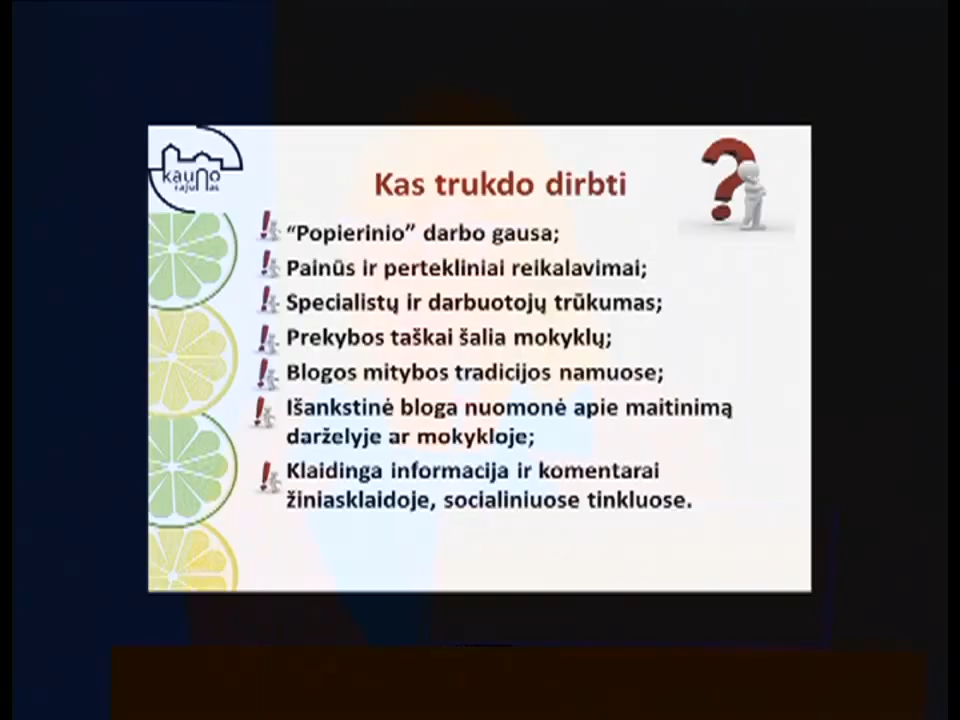 kauno
rajonas
Kas trukdo dirbti
“Popierinio” darbo gausa;
Painūs ir pertekliniai reikalavimai;
Specialistų ir darbuotojų trūkumas;
Prekybos taškai šalia mokyklų;
Blogos mitybos tradicijos namuose;
Išankstinė bloga nuomonė apie maitinimą
darželyje ar mokykloje;
Klaidinga informacija ir komentarai
žiniasklaidoje, socialiniuose tinkluose.